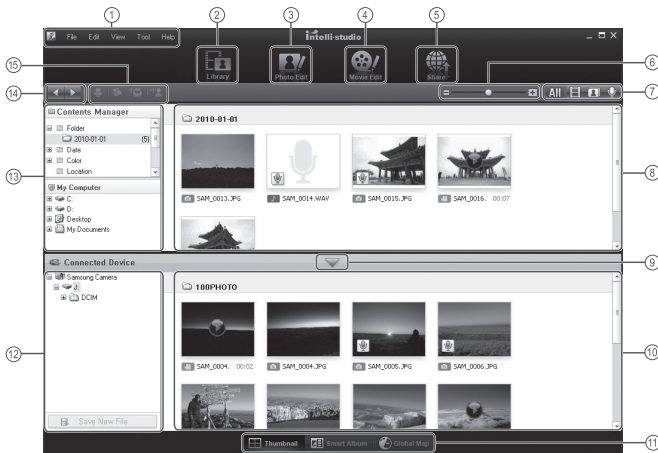 1
2
3
4
5
File Edit View Tool Help
intelli-studio
Library
Photo Edit
Movie Edit
Share
15
6
14
All
7
Contents Manager
Folder
2010-01-01 (5)
Date
Color
Location
2010-01-01
SAM_0013.JPG
SAM_0014.WAV
SAM_0015.JPG
SAM_0016. 00:07
13
8
My Computer
C:
D:
Desktop
My Documents
Connected Device
9
Samsung Camera
J:
DCIM
100PHOTO
SAM_0004. 00:02
SAM_0004.JPG
SAM_0005.JPG
SAM_0006.JPG
12
10
Save New File
Thumbnail
Smart Album
Global Map
11